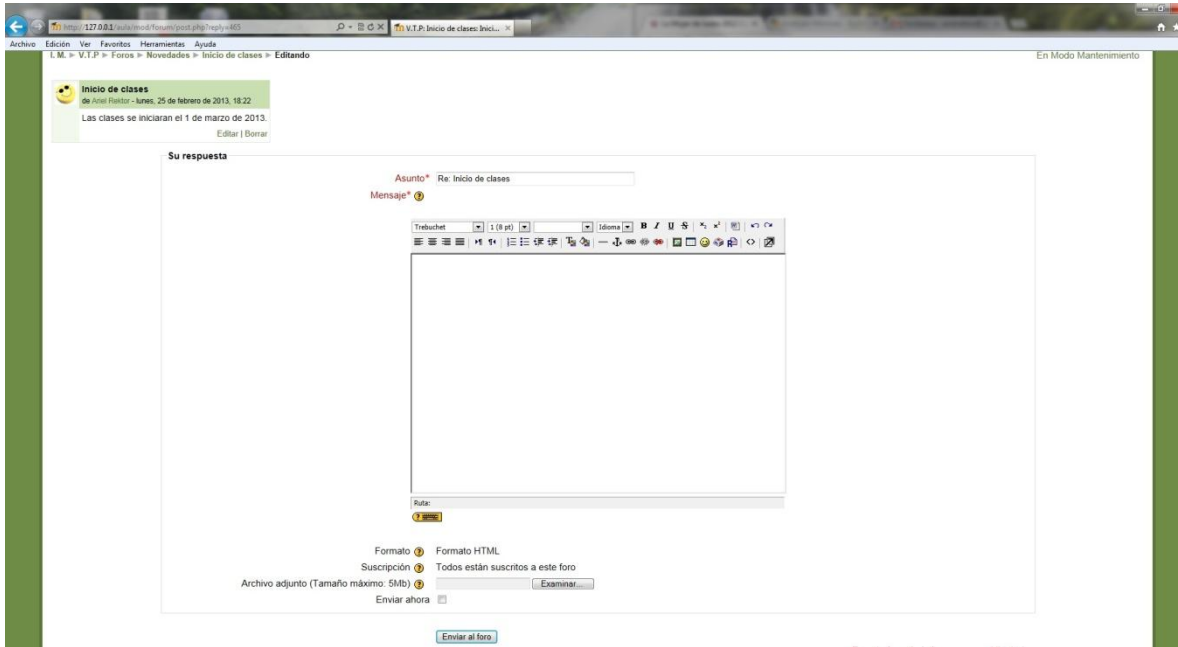 http://127.0.0.1/aula/mod/forum/post.php?reply=465
V.T.P: Inicio de clases: Inici...
Archivo Edición Ver Favoritos Herramientas Ayuda
I. M. ► V.T.P ► Foros ► Novedades ► Inicio de clases ► Editando
En Modo Mantenimiento
Inicio de clases
de Ariel Rektor - lunes, 25 de febrero de 2013, 18:22
Las clases se iniciaran el 1 de marzo de 2013.
Editar | Borrar
Su respuesta
Asunto* Re: Inicio de clases
Mensaje*
Trebuchet 1 (8 pt) Idioma B I U S
Ruta:
Formato Formato HTML
Suscripción Todos están suscritos a este foro
Archivo adjunto (Tamaño máximo: 5Mb) Examinar...
Enviar ahora
Enviar al foro